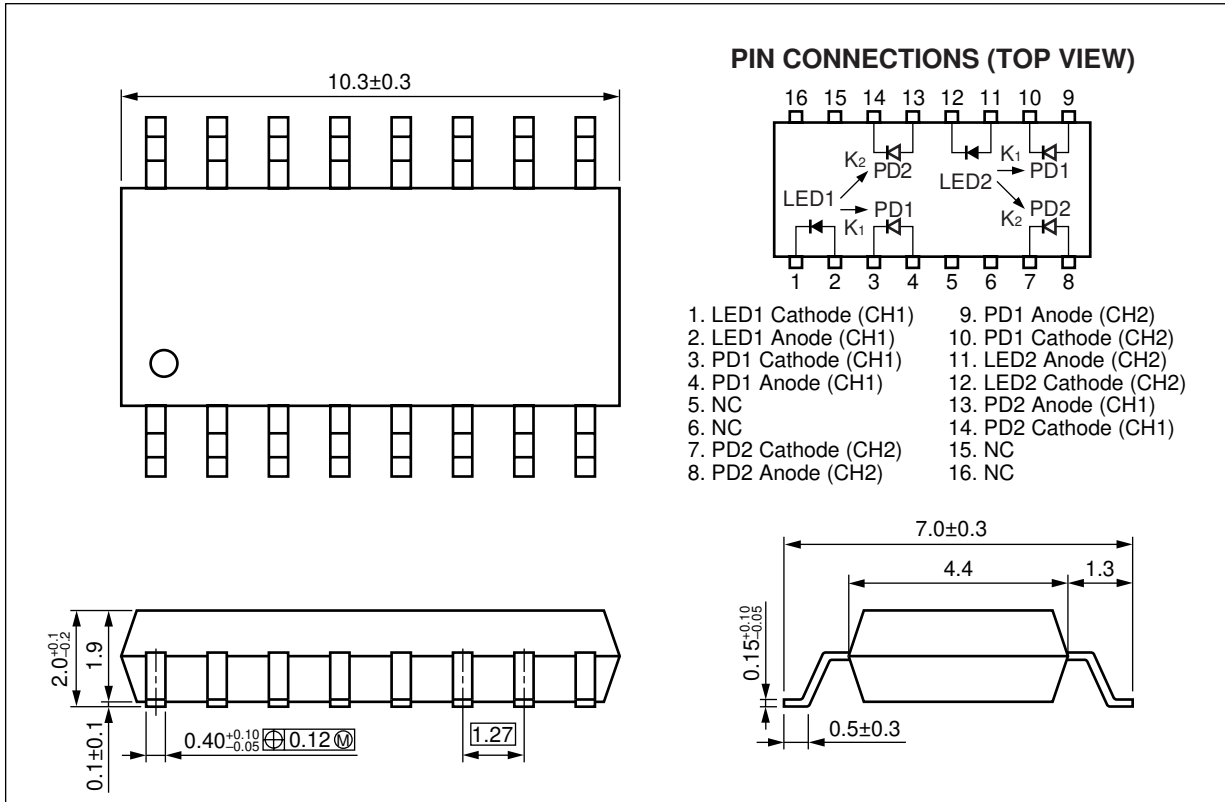 PIN CONNECTIONS (TOP VIEW)
10.3±0.3
16 15 14 13 12 11 10 9
K2 PD2
K1 PD1
LED1
LED2
PD1
K1
PD2
K2
1 2 3 4 5 6 7 8
1. LED1 Cathode (CH1)
2. LED1 Anode (CH1)
3. PD1 Cathode (CH1)
4. PD1 Anode (CH1)
5. NC
6. NC
7. PD2 Cathode (CH2)
8. PD2 Anode (CH2)
9. PD1 Anode (CH2)
10. PD1 Cathode (CH2)
11. LED2 Anode (CH2)
12. LED2 Cathode (CH2)
13. PD2 Anode (CH1)
14. PD2 Cathode (CH1)
15. NC
16. NC
2.0 +0.1 −0.2
1.9
0.1±0.1
0.40 +0.10 −0.05 ⌖ 0.12 Ⓜ
1.27
7.0±0.3
4.4
1.3
0.15 +0.10 −0.05
0.5±0.3